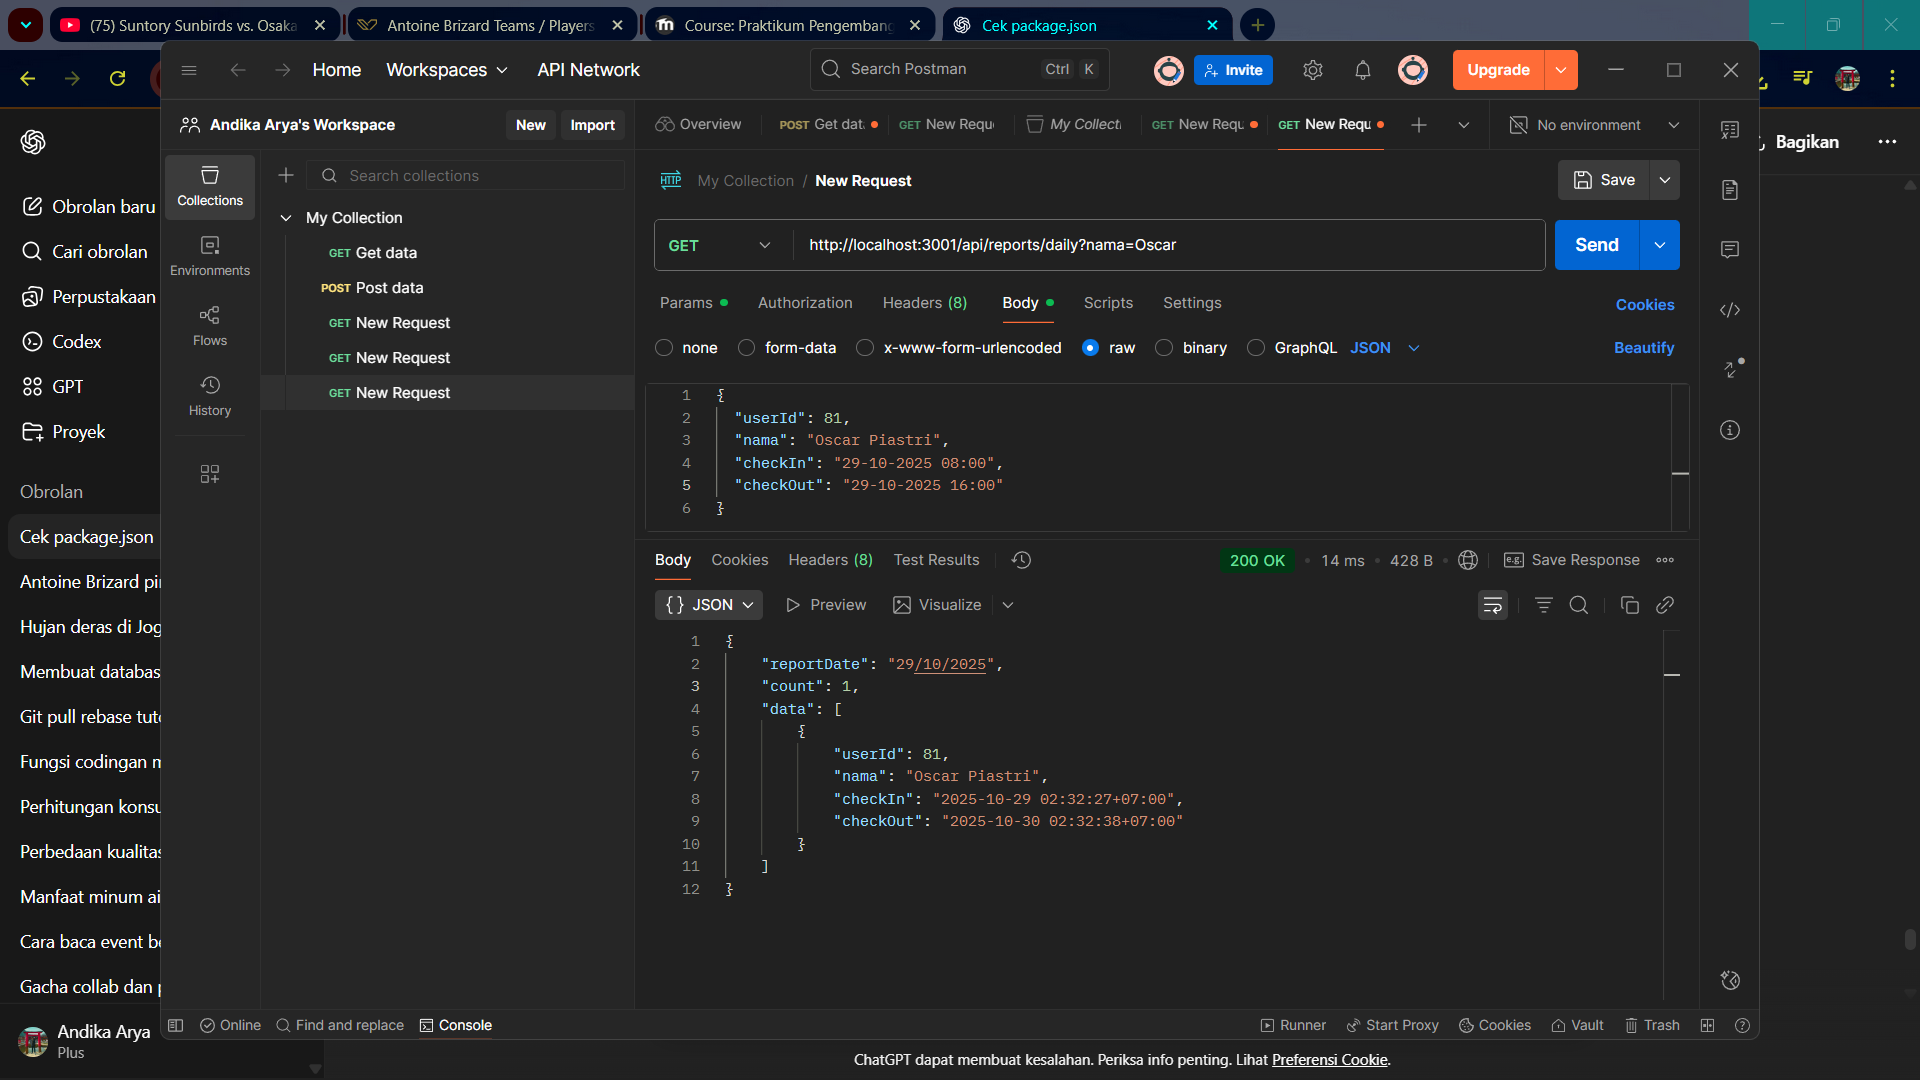 (75) Suntory Sunbirds vs. Osaka
Antoine Brizard Teams / Players
Course: Praktikum Pengembang
Cek package.json
Home
Workspaces
API Network
Search Postman
Ctrl K
Invite
Upgrade
Andika Arya's Workspace
New
Import
Overview
POST Get dat
GET New Requ
My Collecti
GET New Requ
GET New Requ
No environment
Bagikan
Obrolan baru
Cari obrolan
Perpustakaan
Codex
GPT
Proyek
Obrolan
Cek package.json
Antoine Brizard pi
Hujan deras di Jog
Membuat databas
Git pull rebase tuto
Fungsi codingan m
Perhitungan konsu
Perbedaan kualitas
Manfaat minum ai
Cara baca event be
Gacha collab dan p
Andika Arya
Plus
Collections
Environments
Flows
History
Search collections
My Collection
GET Get data
POST Post data
GET New Request
GET New Request
GET New Request
HTTP
My Collection / New Request
Save
GET
http://localhost:3001/api/reports/daily?nama=Oscar
Send
Params
Authorization
Headers (8)
Body
Scripts
Settings
Cookies
none
form-data
x-www-form-urlencoded
raw
binary
GraphQL
JSON
Beautify
1 {
2 "userId": 81,
3 "nama": "Oscar Piastri",
4 "checkIn": "29-10-2025 08:00",
5 "checkOut": "29-10-2025 16:00"
6 }
Body
Cookies
Headers (8)
Test Results
200 OK
14 ms
428 B
e.g.
Save Response
{} JSON
Preview
Visualize
1 {
2 "reportDate": "29/10/2025",
3 "count": 1,
4 "data": [
5 {
6 "userId": 81,
7 "nama": "Oscar Piastri",
8 "checkIn": "2025-10-29 02:32:27+07:00",
9 "checkOut": "2025-10-30 02:32:38+07:00"
10 }
11 ]
12 }
Online
Find and replace
Console
Runner
Start Proxy
Cookies
Vault
Trash
ChatGPT dapat membuat kesalahan. Periksa info penting. Lihat Preferensi Cookie.